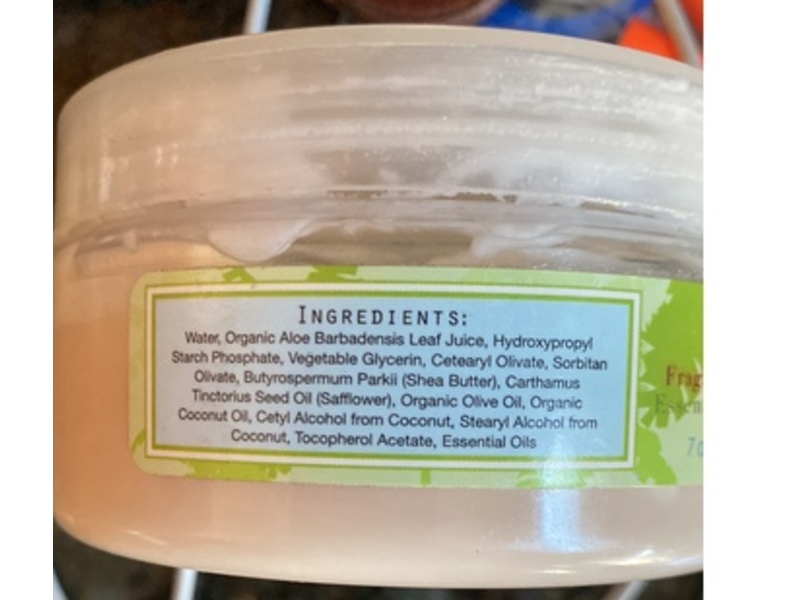 INGREDIENTS:
Water, Organic Aloe Barbadensis Leaf Juice, Hydroxypropyl
Starch Phosphate, Vegetable Glycerin, Cetearyl Olivate, Sorbitan
Olivate, Butyrospermum Parkii (Shea Butter), Carthamus
Tinctorius Seed Oil (Safflower), Organic Olive Oil, Organic
Coconut Oil, Cetyl Alcohol from Coconut, Stearyl Alcohol from
Coconut, Tocopherol Acetate, Essential Oils